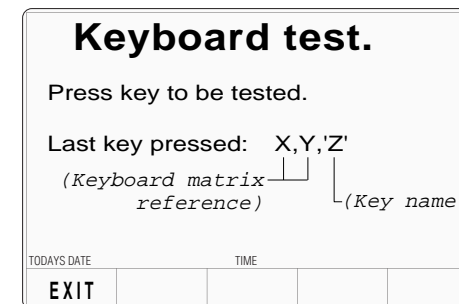 Keyboard test.
Press key to be tested.
Last key pressed: X,Y,'Z'
(Keyboard matrix
reference)
(Key name
TODAYS DATE TIME
EXIT